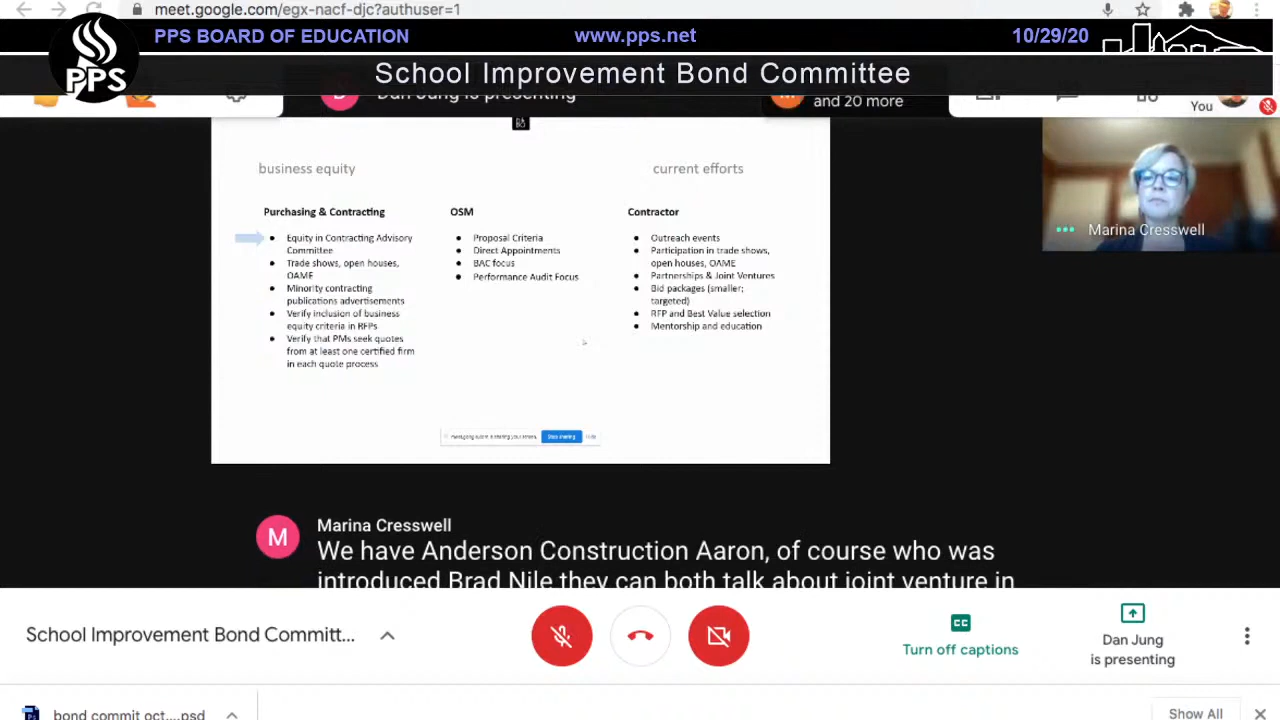 meet.google.com/egx-nacf-djc?authuser=1
PPS BOARD OF EDUCATION
www.pps.net
10/29/20
PPS
School Improvement Bond Committee
Dan Jung is presenting
and 20 more
You
business equity
current efforts
Purchasing & Contracting
Equity in Contracting Advisory
Committee
Trade shows, open houses,
OAME
Minority contracting
publications advertisements
Verify inclusion of business
equity criteria in RFPs
Verify that PMs seek quotes
from at least one certified firm
in each quote process
OSM
Proposal Criteria
Direct Appointments
BAC focus
Performance Audit Focus
Contractor
Outreach events
Participation in trade shows,
open houses, OAME
Partnerships & Joint Ventures
Bid packages (smaller;
targeted)
RFP and Best Value selection
Mentorship and education
Stop sharing
Hide
Marina Cresswell
M
Marina Cresswell
We have Anderson Construction Aaron, of course who was
introduced Brad Nile they can both talk about joint venture in
School Improvement Bond Committ...
CC
Turn off captions
Dan Jung
is presenting
bond commit oct....psd
Show All